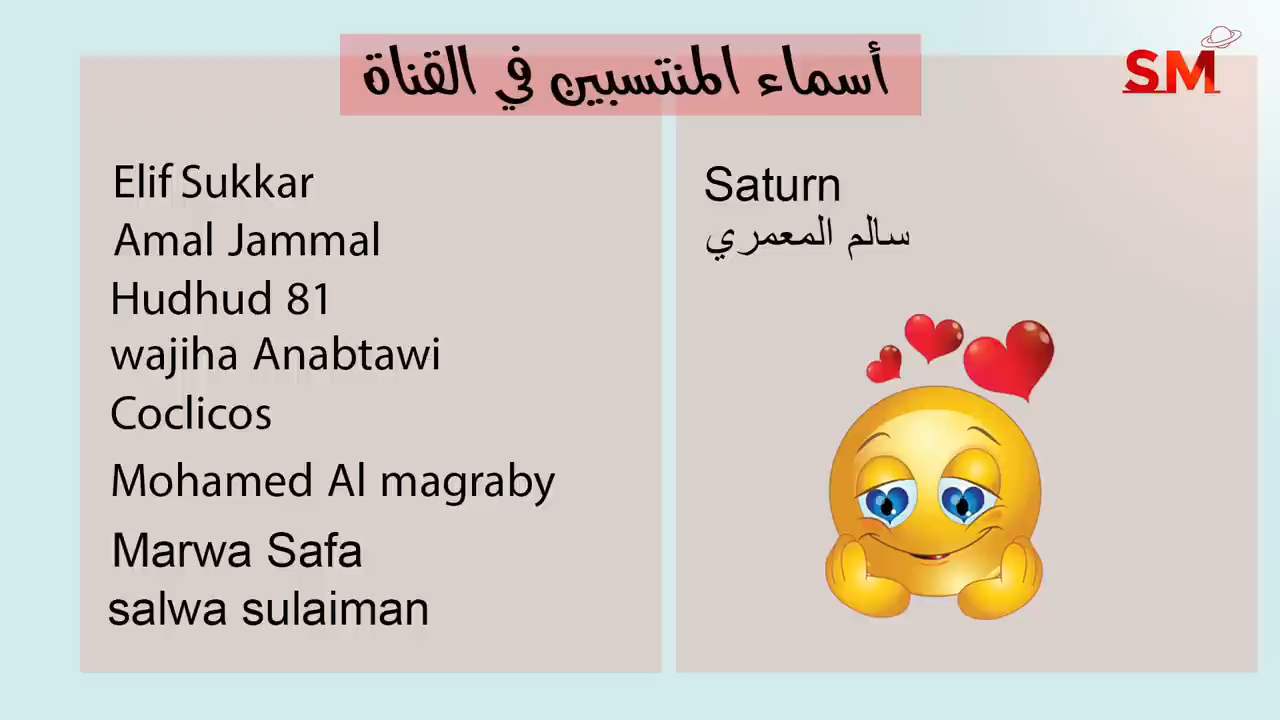 أسماء المنتسبين في القناة
SM
Elif Sukkar
Amal Jammal
Hudhud 81
wajiha Anabtawi
Coclicos
Mohamed Al magraby
Marwa Safa
salwa sulaiman
Saturn
سالم المعمري